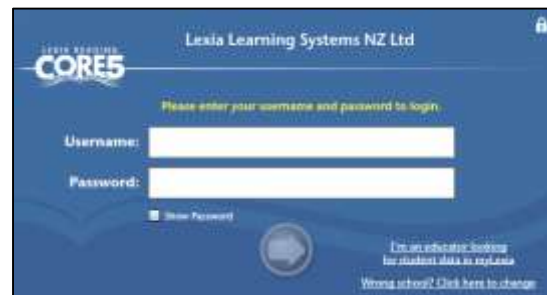 Lexia Learning Systems NZ Ltd
LEXIA READING
CORE5
Please enter your username and password to login.
Username:
Password:
Show Password
I'm an educator looking
for student data in myLexia
Wrong school? Click here to change